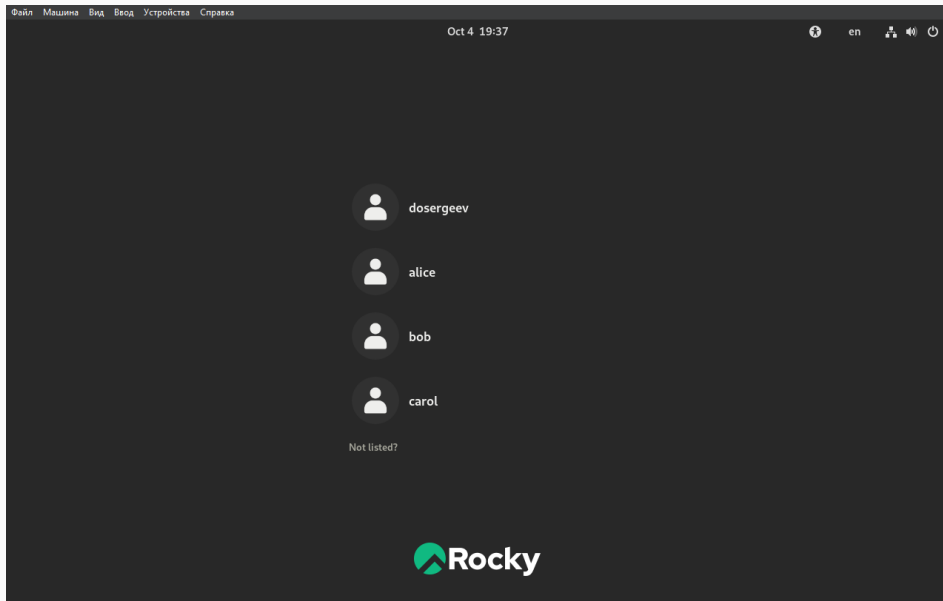 Файл Машина Вид Ввод Устройства Справка
Oct 4 19:37 en
dosergeev
alice
bob
carol
Not listed?
Rocky